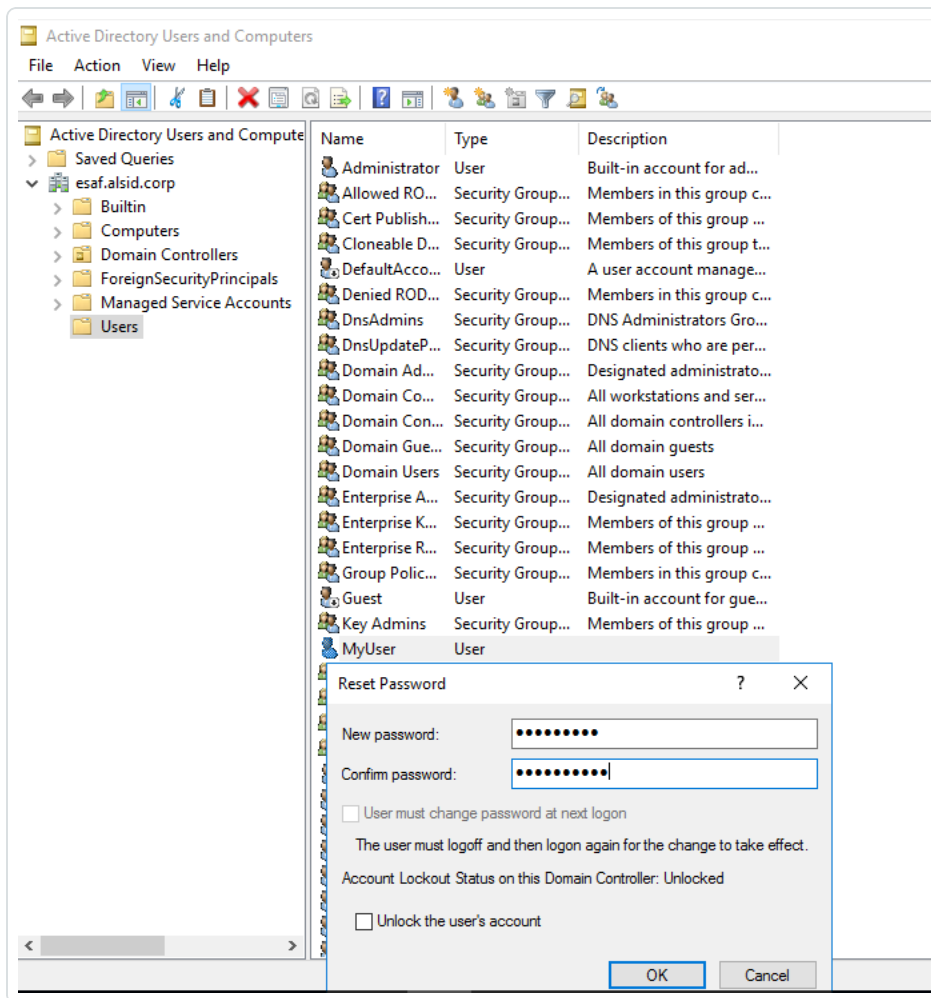 Active Directory Users and Computers
File Action View Help
Active Directory Users and Compute
Saved Queries
esaf.alsid.corp
Builtin
Computers
Domain Controllers
ForeignSecurityPrincipals
Managed Service Accounts
Users
Name Type Description
Administrator User Built-in account for ad...
Allowed RO... Security Group... Members in this group c...
Cert Publish... Security Group... Members of this group ...
Cloneable D... Security Group... Members of this group t...
DefaultAcco... User A user account manage...
Denied ROD... Security Group... Members in this group c...
DnsAdmins Security Group... DNS Administrators Gro...
DnsUpdateP... Security Group... DNS clients who are per...
Domain Ad... Security Group... Designated administrato...
Domain Co... Security Group... All workstations and ser...
Domain Con... Security Group... All domain controllers i...
Domain Gue... Security Group... All domain guests
Domain Users Security Group... All domain users
Enterprise A... Security Group... Designated administrato...
Enterprise K... Security Group... Members of this group ...
Enterprise R... Security Group... Members of this group ...
Group Polic... Security Group... Members in this group c...
Guest User Built-in account for gue...
Key Admins Security Group... Members of this group ...
MyUser User
Reset Password ?
New password: •••••••••
Confirm password: ••••••••••
User must change password at next logon
The user must logoff and then logon again for the change to take effect.
Account Lockout Status on this Domain Controller: Unlocked
Unlock the user's account
OK Cancel